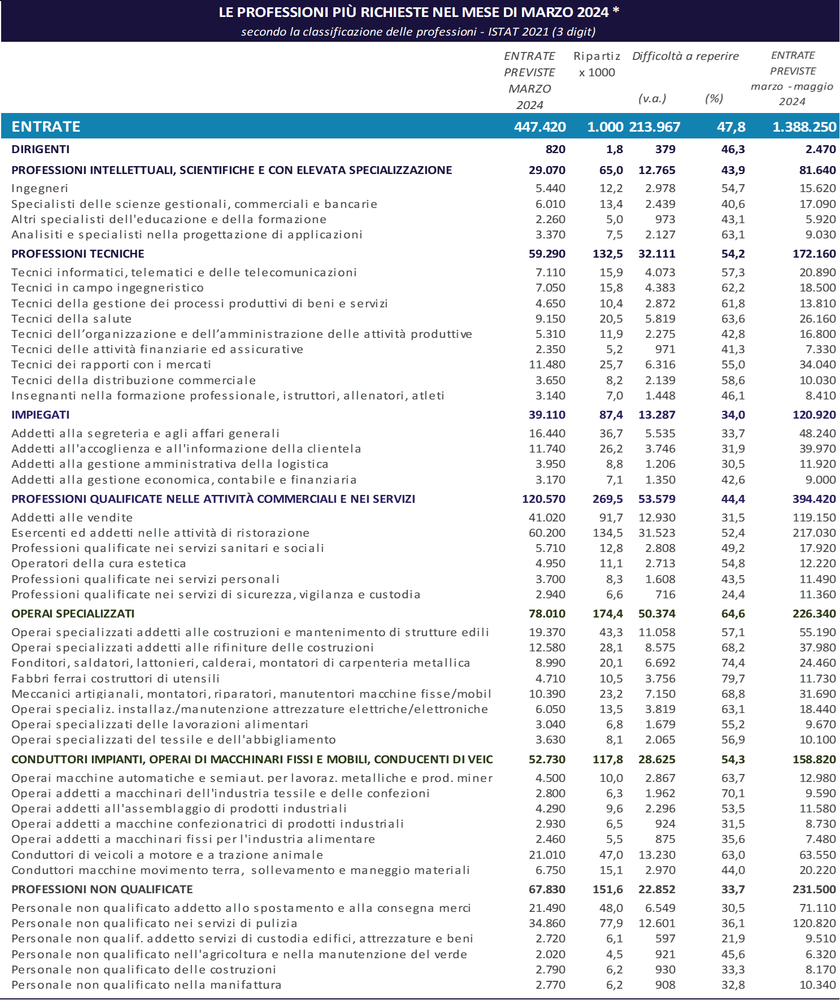 LE PROFESSIONI PIÙ RICHIESTE NEL MESE DI MARZO 2024 *
secondo la classificazione delle professioni - ISTAT 2021 (3 digit)
ENTRATE PREVISTE MARZO 2024 Ripartiz x 1000 Difficoltà a reperire (v.a.) (%) ENTRATE PREVISTE marzo - maggio 2024
ENTRATE 447.420 1.000 213.967 47,8 1.388.250
DIRIGENTI 820 1,8 379 46,3 2.470
PROFESSIONI INTELLETTUALI, SCIENTIFICHE E CON ELEVATA SPECIALIZZAZIONE 29.070 65,0 12.765 43,9 81.640
Ingegneri 5.440 12,2 2.978 54,7 15.620
Specialisti delle scienze gestionali, commerciali e bancarie 6.010 13,4 2.439 40,6 17.090
Altri specialisti dell'educazione e della formazione 2.260 5,0 973 43,1 5.920
Analisiti e specialisti nella progettazione di applicazioni 3.370 7,5 2.127 63,1 9.030
PROFESSIONI TECNICHE 59.290 132,5 32.111 54,2 172.160
Tecnici informatici, telematici e delle telecomunicazioni 7.110 15,9 4.073 57,3 20.890
Tecnici in campo ingegneristico 7.050 15,8 4.383 62,2 18.500
Tecnici della gestione dei processi produttivi di beni e servizi 4.650 10,4 2.872 61,8 13.810
Tecnici della salute 9.150 20,5 5.819 63,6 26.160
Tecnici dell’organizzazione e dell’amministrazione delle attività produttive 5.310 11,9 2.275 42,8 16.800
Tecnici delle attività finanziarie ed assicurative 2.350 5,2 971 41,3 7.330
Tecnici dei rapporti con i mercati 11.480 25,7 6.316 55,0 34.040
Tecnici della distribuzione commerciale 3.650 8,2 2.139 58,6 10.030
Insegnanti nella formazione professionale, istruttori, allenatori, atleti 3.140 7,0 1.448 46,1 8.410
IMPIEGATI 39.110 87,4 13.287 34,0 120.920
Addetti alla segreteria e agli affari generali 16.440 36,7 5.535 33,7 48.240
Addetti all'accoglienza e all'informazione della clientela 11.740 26,2 3.746 31,9 39.970
Addetti alla gestione amministrativa della logistica 3.950 8,8 1.206 30,5 11.920
Addetti alla gestione economica, contabile e finanziaria 3.170 7,1 1.350 42,6 9.000
PROFESSIONI QUALIFICATE NELLE ATTIVITÀ COMMERCIALI E NEI SERVIZI 120.570 269,5 53.579 44,4 394.420
Addetti alle vendite 41.020 91,7 12.930 31,5 119.150
Esercenti ed addetti nelle attività di ristorazione 60.200 134,5 31.523 52,4 217.030
Professioni qualificate nei servizi sanitari e sociali 5.710 12,8 2.808 49,2 17.920
Operatori della cura estetica 4.950 11,1 2.713 54,8 12.220
Professioni qualificate nei servizi personali 3.700 8,3 1.608 43,5 11.490
Professioni qualificate nei servizi di sicurezza, vigilanza e custodia 2.940 6,6 716 24,4 11.360
OPERAI SPECIALIZZATI 78.010 174,4 50.374 64,6 226.340
Operai specializzati addetti alle costruzioni e mantenimento di strutture edili 19.370 43,3 11.058 57,1 55.190
Operai specializzati addetti alle rifiniture delle costruzioni 12.580 28,1 8.575 68,2 37.980
Fonditori, saldatori, lattonieri, calderai, montatori di carpenteria metallica 8.990 20,1 6.692 74,4 24.460
Fabbri ferrai costruttori di utensili 4.710 10,5 3.756 79,7 11.730
Meccanici artigianali, montatori, riparatori, manutentori macchine fisse/mobil 10.390 23,2 7.150 68,8 31.690
Operai specializ. installaz./manutenzione attrezzature elettriche/elettroniche 6.050 13,5 3.819 63,1 18.440
Operai specializzati delle lavorazioni alimentari 3.040 6,8 1.679 55,2 9.670
Operai specializzati del tessile e dell'abbigliamento 3.630 8,1 2.065 56,9 10.100
CONDUTTORI IMPIANTI, OPERAI DI MACCHINARI FISSI E MOBILI, CONDUCENTI DI VEIC 52.730 117,8 28.625 54,3 158.820
Operai macchine automatiche e semiaut. per lavoraz. metalliche e prod. miner 4.500 10,0 2.867 63,7 12.980
Operai addetti a macchinari dell'industria tessile e delle confezioni 2.800 6,3 1.962 70,1 9.590
Operai addetti all'assemblaggio di prodotti industriali 4.290 9,6 2.296 53,5 11.580
Operai addetti a macchine confezionatrici di prodotti industriali 2.930 6,5 924 31,5 8.730
Operai addetti a macchinari fissi per l'industria alimentare 2.460 5,5 875 35,6 7.480
Conduttori di veicoli a motore e a trazione animale 21.010 47,0 13.230 63,0 63.550
Conduttori macchine movimento terra, sollevamento e maneggio materiali 6.750 15,1 2.970 44,0 20.220
PROFESSIONI NON QUALIFICATE 67.830 151,6 22.852 33,7 231.500
Personale non qualificato addetto allo spostamento e alla consegna merci 21.490 48,0 6.549 30,5 71.110
Personale non qualificato nei servizi di pulizia 34.860 77,9 12.601 36,1 120.820
Personale non qualif. addetto servizi di custodia edifici, attrezzature e beni 2.720 6,1 597 21,9 9.510
Personale non qualificato nell'agricoltura e nella manutenzione del verde 2.020 4,5 921 45,6 6.320
Personale non qualificato delle costruzioni 2.790 6,2 930 33,3 8.170
Personale non qualificato nella manifattura 2.770 6,2 908 32,8 10.340